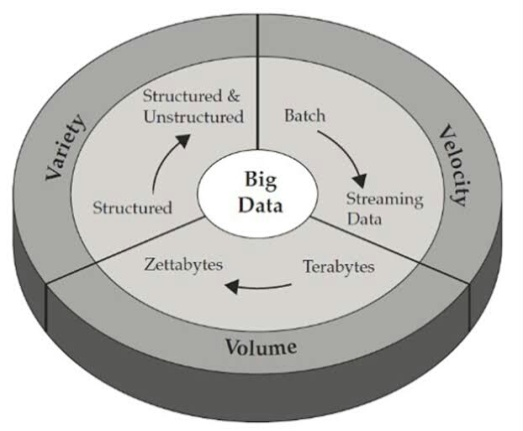 Variety
Structured &
Unstructured
Structured
Batch
Streaming
Data
Velocity
Big
Data
Zettabytes
Terabytes
Volume